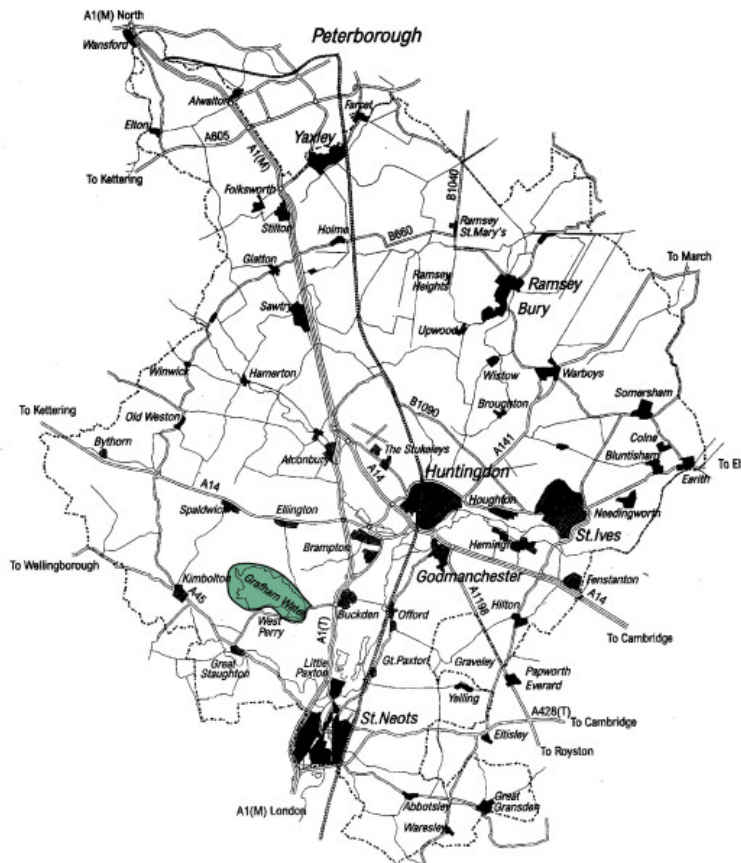 A1(M) North
Wansford
Peterborough
Alwalton
Farcet
Elton
A605
A1(M)
Yaxley
To Kettering
B1040
Folksworth
Stilton
Holme
B660
Ramsey
St.Mary's
Glatton
Ramsey
Heights
Ramsey
Bury
To March
Sawtry
Upwood
Winwick
Hamerton
Wistow
Warboys
To Kettering
Old Weston
B1090
Broughton
Somersham
Bythorn
Alconbury
The Stukeleys
A141
Colne
Bluntisham
To El
A14
A14
Huntingdon
Earith
Spaldwick
Ellington
Houghton
Needingworth
St.Ives
Brampton
Heming
To Wellingborough
Kimbolton
Grafham Water
Godmanchester
Fenstanton
A45
A14
West
Perry
Buckden
Offord
A1198
Hilton
To Cambridge
A1(T)
Great
Staughton
Little
Paxton
Gt.Paxton
Graveley
Papworth
Everard
Yelling
St.Neots
A428(T)
To Cambridge
Eltisley
To Royston
A1(M) London
Abbotsley
Great
Gransden
Waresley